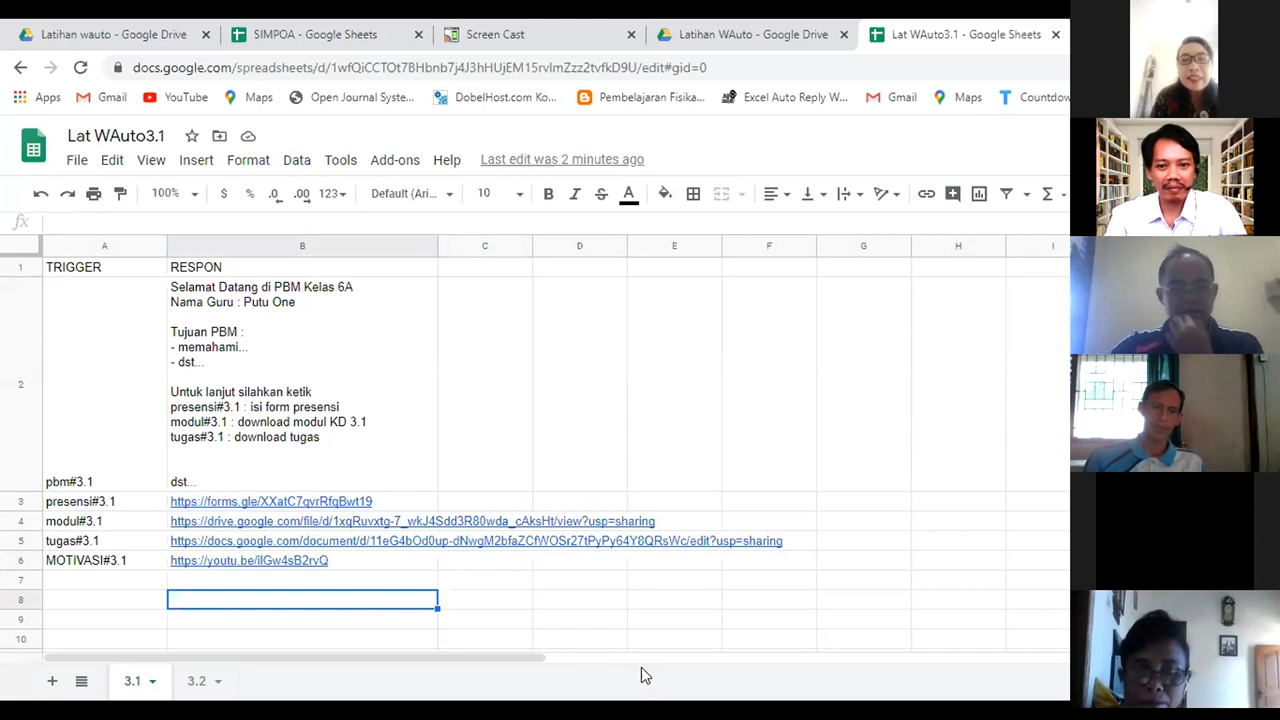 Latihan wauto - Google Drive
SIMPOA - Google Sheets
Screen Cast
Latihan WAuto - Google Drive
Lat WAuto3.1 - Google Sheets
docs.google.com/spreadsheets/d/1wfQiCCTOt7BHbnb7j4J3IHUjEM15rvlmZzz2tvfkD9U/edit#gid=0
Apps
Gmail
YouTube
Maps
Open Journal Syste...
DobelHost.com Ko...
Pembelajaran Fisika...
Excel Auto Reply W...
Gmail
Maps
Countdow
Lat WAuto3.1
File Edit View Insert Format Data Tools Add-ons Help Last edit was 2 minutes ago
100% $ % .0 .00 123 Default (Ari... 10 B I S A
fx
A B C D E F G H I
1 TRIGGER RESPON
Selamat Datang di PBM Kelas 6A
Nama Guru : Putu One
Tujuan PBM :
- memahami...
- dst...
2
Untuk lanjut silahkan ketik
presensi#3.1 : isi form presensi
modul#3.1 : download modul KD 3.1
tugas#3.1 : download tugas
pbm#3.1 dst...
3 presensi#3.1 https://forms.gle/XXatC7qvrRfqBwt19
4 modul#3.1 https://drive.google.com/file/d/1xqRuvxtg-7_wkJ4Sdd3R80wda_cAksHt/view?usp=sharing
5 tugas#3.1 https://docs.google.com/document/d/11eG4bOd0up-dNwgM2bfaZCfWOSr27tPyPy64Y8QRsWc/edit?usp=sharing
6 MOTIVASI#3.1 https://youtu.be/ilGw4sB2rvQ
7
8
9
10
3.1
3.2